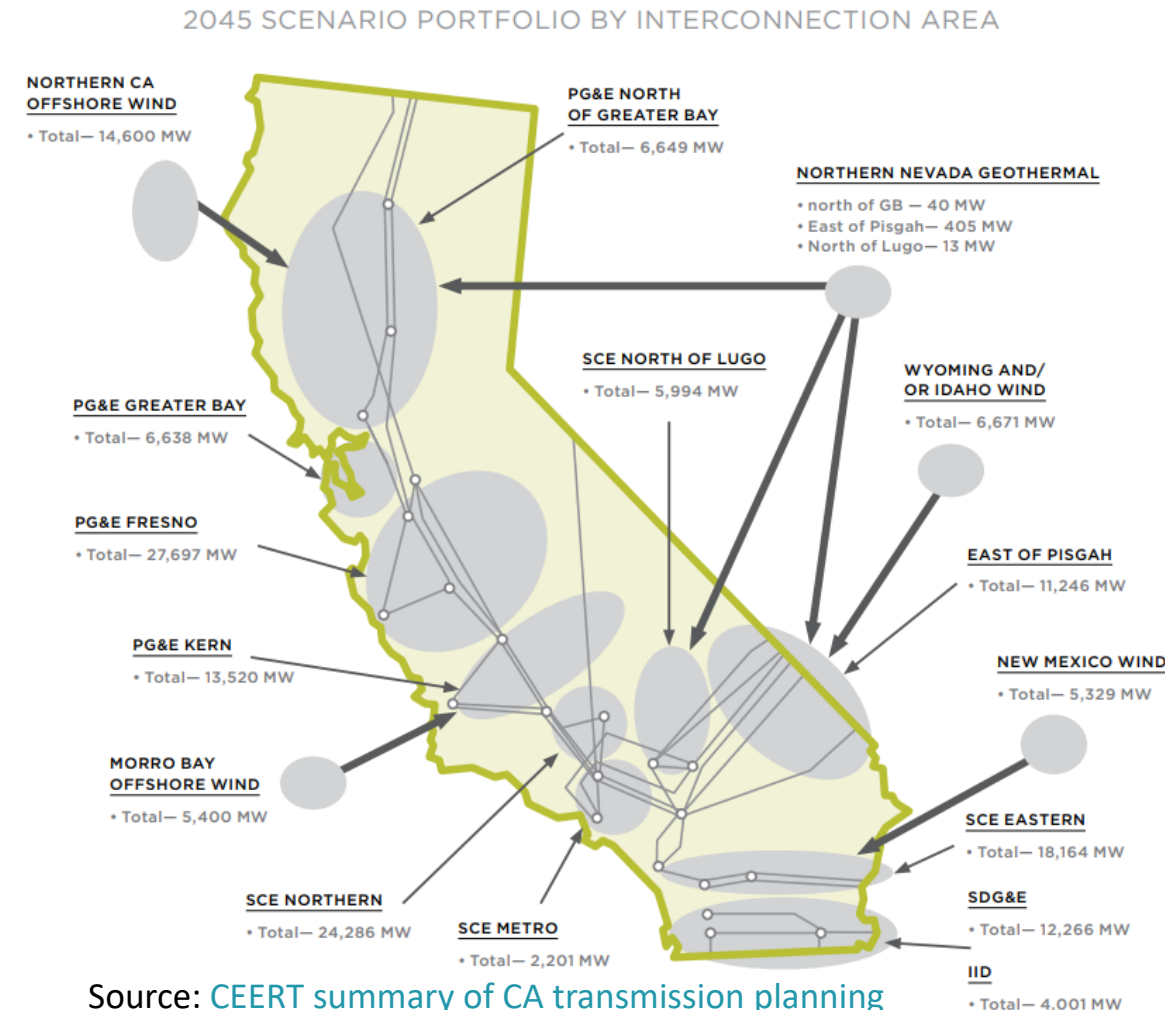 2045 SCENARIO PORTFOLIO BY INTERCONNECTION AREA
NORTHERN CA
OFFSHORE WIND
• Total— 14,600 MW
PG&E NORTH
OF GREATER BAY
• Total— 6,649 MW
NORTHERN NEVADA GEOTHERMAL
• north of GB — 40 MW
• East of Pisgah— 405 MW
• North of Lugo— 13 MW
SCE NORTH OF LUGO
• Total— 5,994 MW
WYOMING AND/
OR IDAHO WIND
• Total— 6,671 MW
PG&E GREATER BAY
• Total— 6,638 MW
PG&E FRESNO
• Total— 27,697 MW
EAST OF PISGAH
• Total— 11,246 MW
PG&E KERN
• Total— 13,520 MW
NEW MEXICO WIND
• Total— 5,329 MW
MORRO BAY
OFFSHORE WIND
• Total— 5,400 MW
SCE EASTERN
• Total— 18,164 MW
SCE NORTHERN
• Total— 24,286 MW
SCE METRO
• Total— 2,201 MW
SDG&E
• Total— 12,266 MW
IID
• Total— 4,001 MW
Source: CEERT summary of CA transmission planning